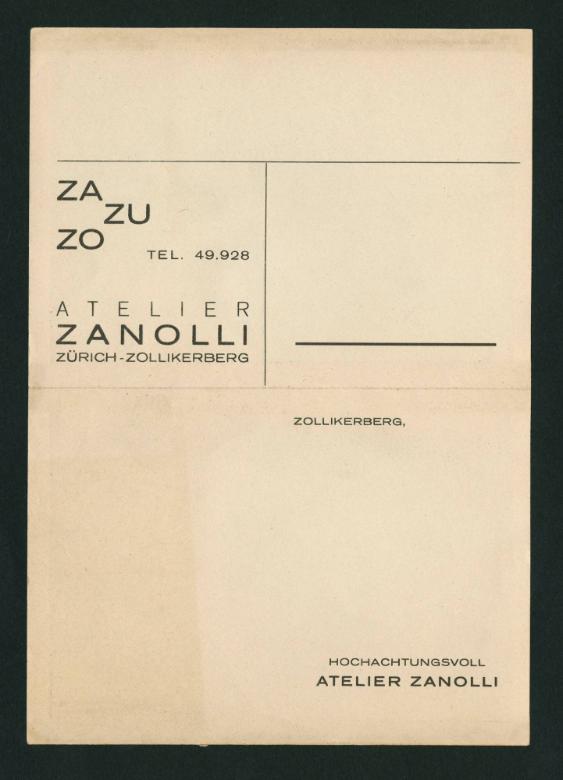 ZA
ZU
ZO
TEL. 49.928
ATELIER
ZANOLLI
ZÜRICH-ZOLLIKERBERG
ZOLLIKERBERG,
HOCHACHTUNGSVOLL
ATELIER ZANOLLI